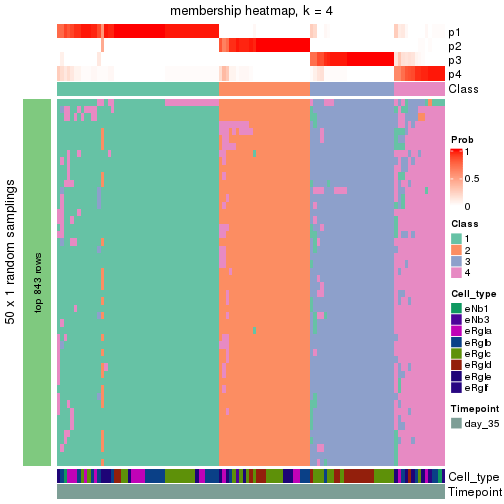 membership heatmap, k = 4
p1
p2
p3
p4
Class
50 x 1 random samplings
top 843 rows
Prob
1
0.5
0
Class
1
2
3
4
Cell_type
eNb1
eNb3
eRgla
eRglb
eRglc
eRgld
eRgle
eRglf
Timepoint
day_35
Cell_type
Timepoint